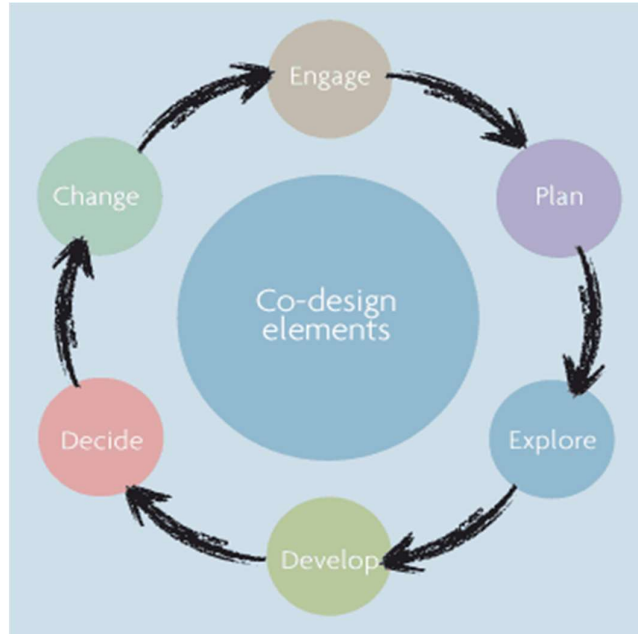 Engage
Plan
Explore
Develop
Decide
Change
Co-design
elements